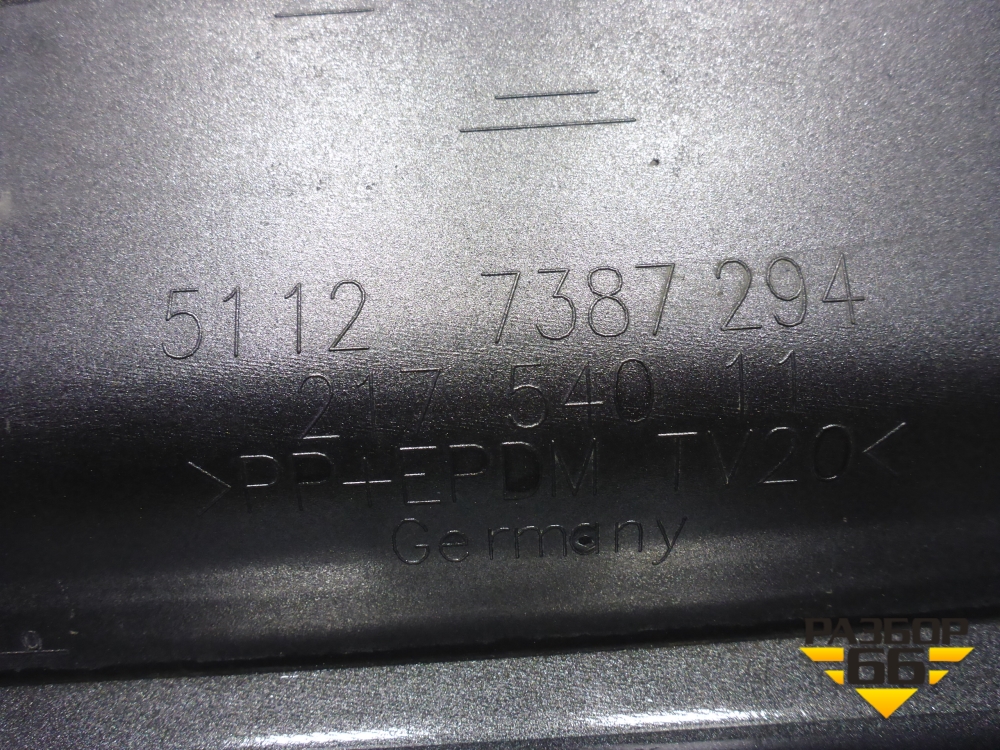 5112 7387 294
217 540 11
>PP+EPDM TV20<
Germany
РАЗБОР
66